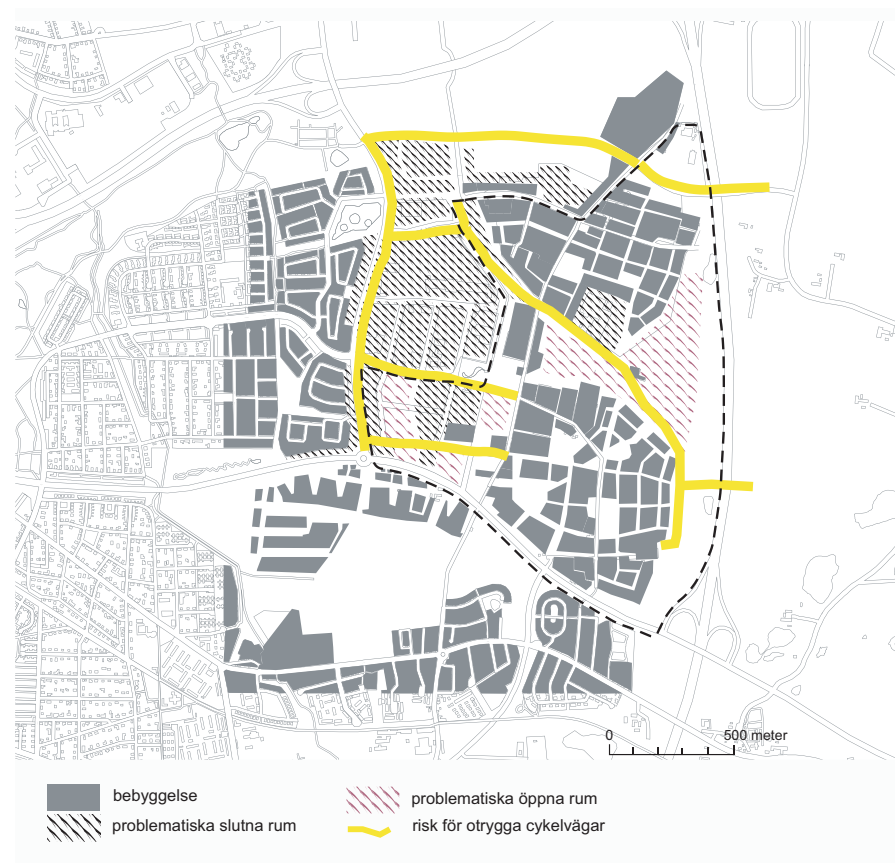 0 500 meter
bebyggelse
problematiska slutna rum
problematiska öppna rum
risk för otrygga cykelvägar